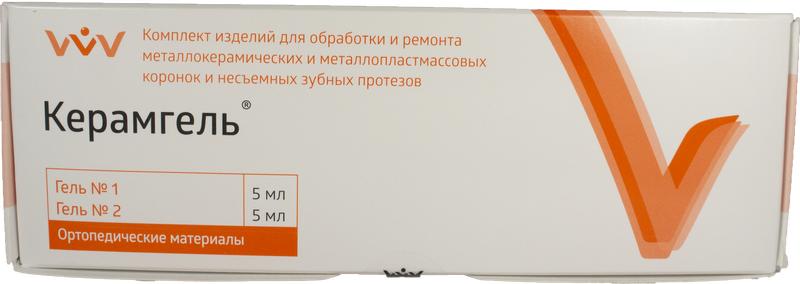 Комплект изделий для обработки и ремонта
металлокерамических и металлопластмассовых
коронок и несъемных зубных протезов
Керамгель®
Гель № 1 5 мл
Гель № 2 5 мл
Ортопедические материалы